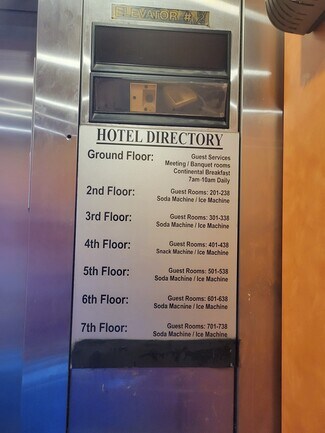 ELEVATOR #
HOTEL DIRECTORY
Ground Floor: Guest Services
Meeting / Banquet rooms
Continental Breakfast
7am-10am Daily
2nd Floor: Guest Rooms: 201-238
Soda Machine / Ice Machine
3rd Floor: Guest Rooms: 301-338
Soda Machine / Ice Machine
4th Floor: Guest Rooms: 401-438
Snack Machine / Ice Machine
5th Floor: Guest Rooms: 501-538
Soda Machine / Ice Machine
6th Floor: Guest Rooms: 601-638
Soda Macnine / Ice Machine
7th Floor: Guest Rooms: 701-738
Soda Machine / Ice Machine